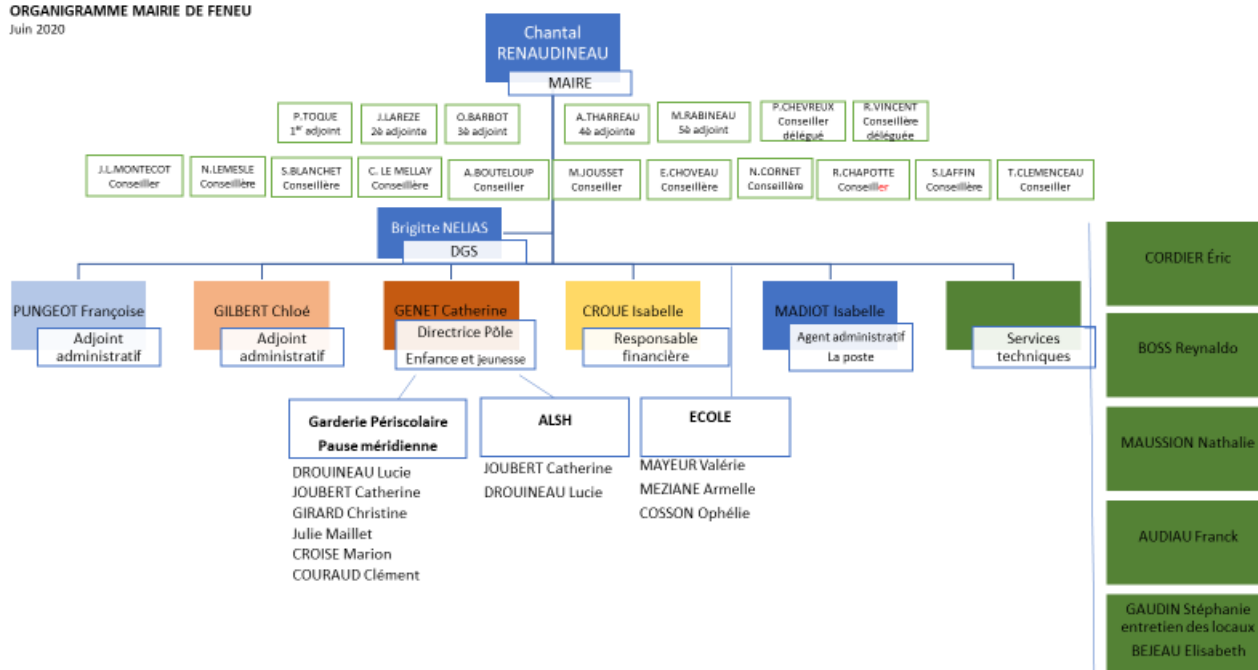 ORGANIGRAMME MAIRIE DE FENEU
Juin 2020
Chantal
RENAUDINEAU
MAIRE
P.TOQUE
1er adjoint
J.LAREZE
2è adjointe
O.BARBOT
3è adjoint
A.THARREAU
4è adjointe
M.RABINEAU
5è adjoint
P.CHEVREUX
Conseiller
délégué
R.VINCENT
Conseillère
déléguée
J.L.MONTECOT
Conseiller
N.LEMESLE
Conseillère
S.BLANCHET
Conseillère
C. LE MELLAY
Conseillère
A.BOUTELOUP
Conseiller
M.JOUSSET
Conseiller
E.CHOVEAU
Conseillère
N.CORNET
Conseillère
R.CHAPOTTE
Conseiller
S.LAFFIN
Conseillère
T.CLEMENCEAU
Conseiller
Brigitte NELIAS
DGS
PUNGEOT Françoise
Adjoint
administratif
GILBERT Chloé
Adjoint
administratif
GENET Catherine
Directrice Pôle
Enfance et jeunesse
CROUE Isabelle
Responsable
financière
MADIOT Isabelle
Agent administratif
La poste
Services
techniques
Garderie Périscolaire
Pause méridienne
DROUINEAU Lucie
JOUBERT Catherine
GIRARD Christine
Julie Maillet
CROISE Marion
COURAUD Clément
ALSH
JOUBERT Catherine
DROUINEAU Lucie
ECOLE
MAYEUR Valérie
MEZIANE Armelle
COSSON Ophélie
CORDIER Éric
BOSS Reynaldo
MAUSSION Nathalie
AUDIAU Franck
GAUDIN Stéphanie
entretien des locaux
BEJEAU Elisabeth